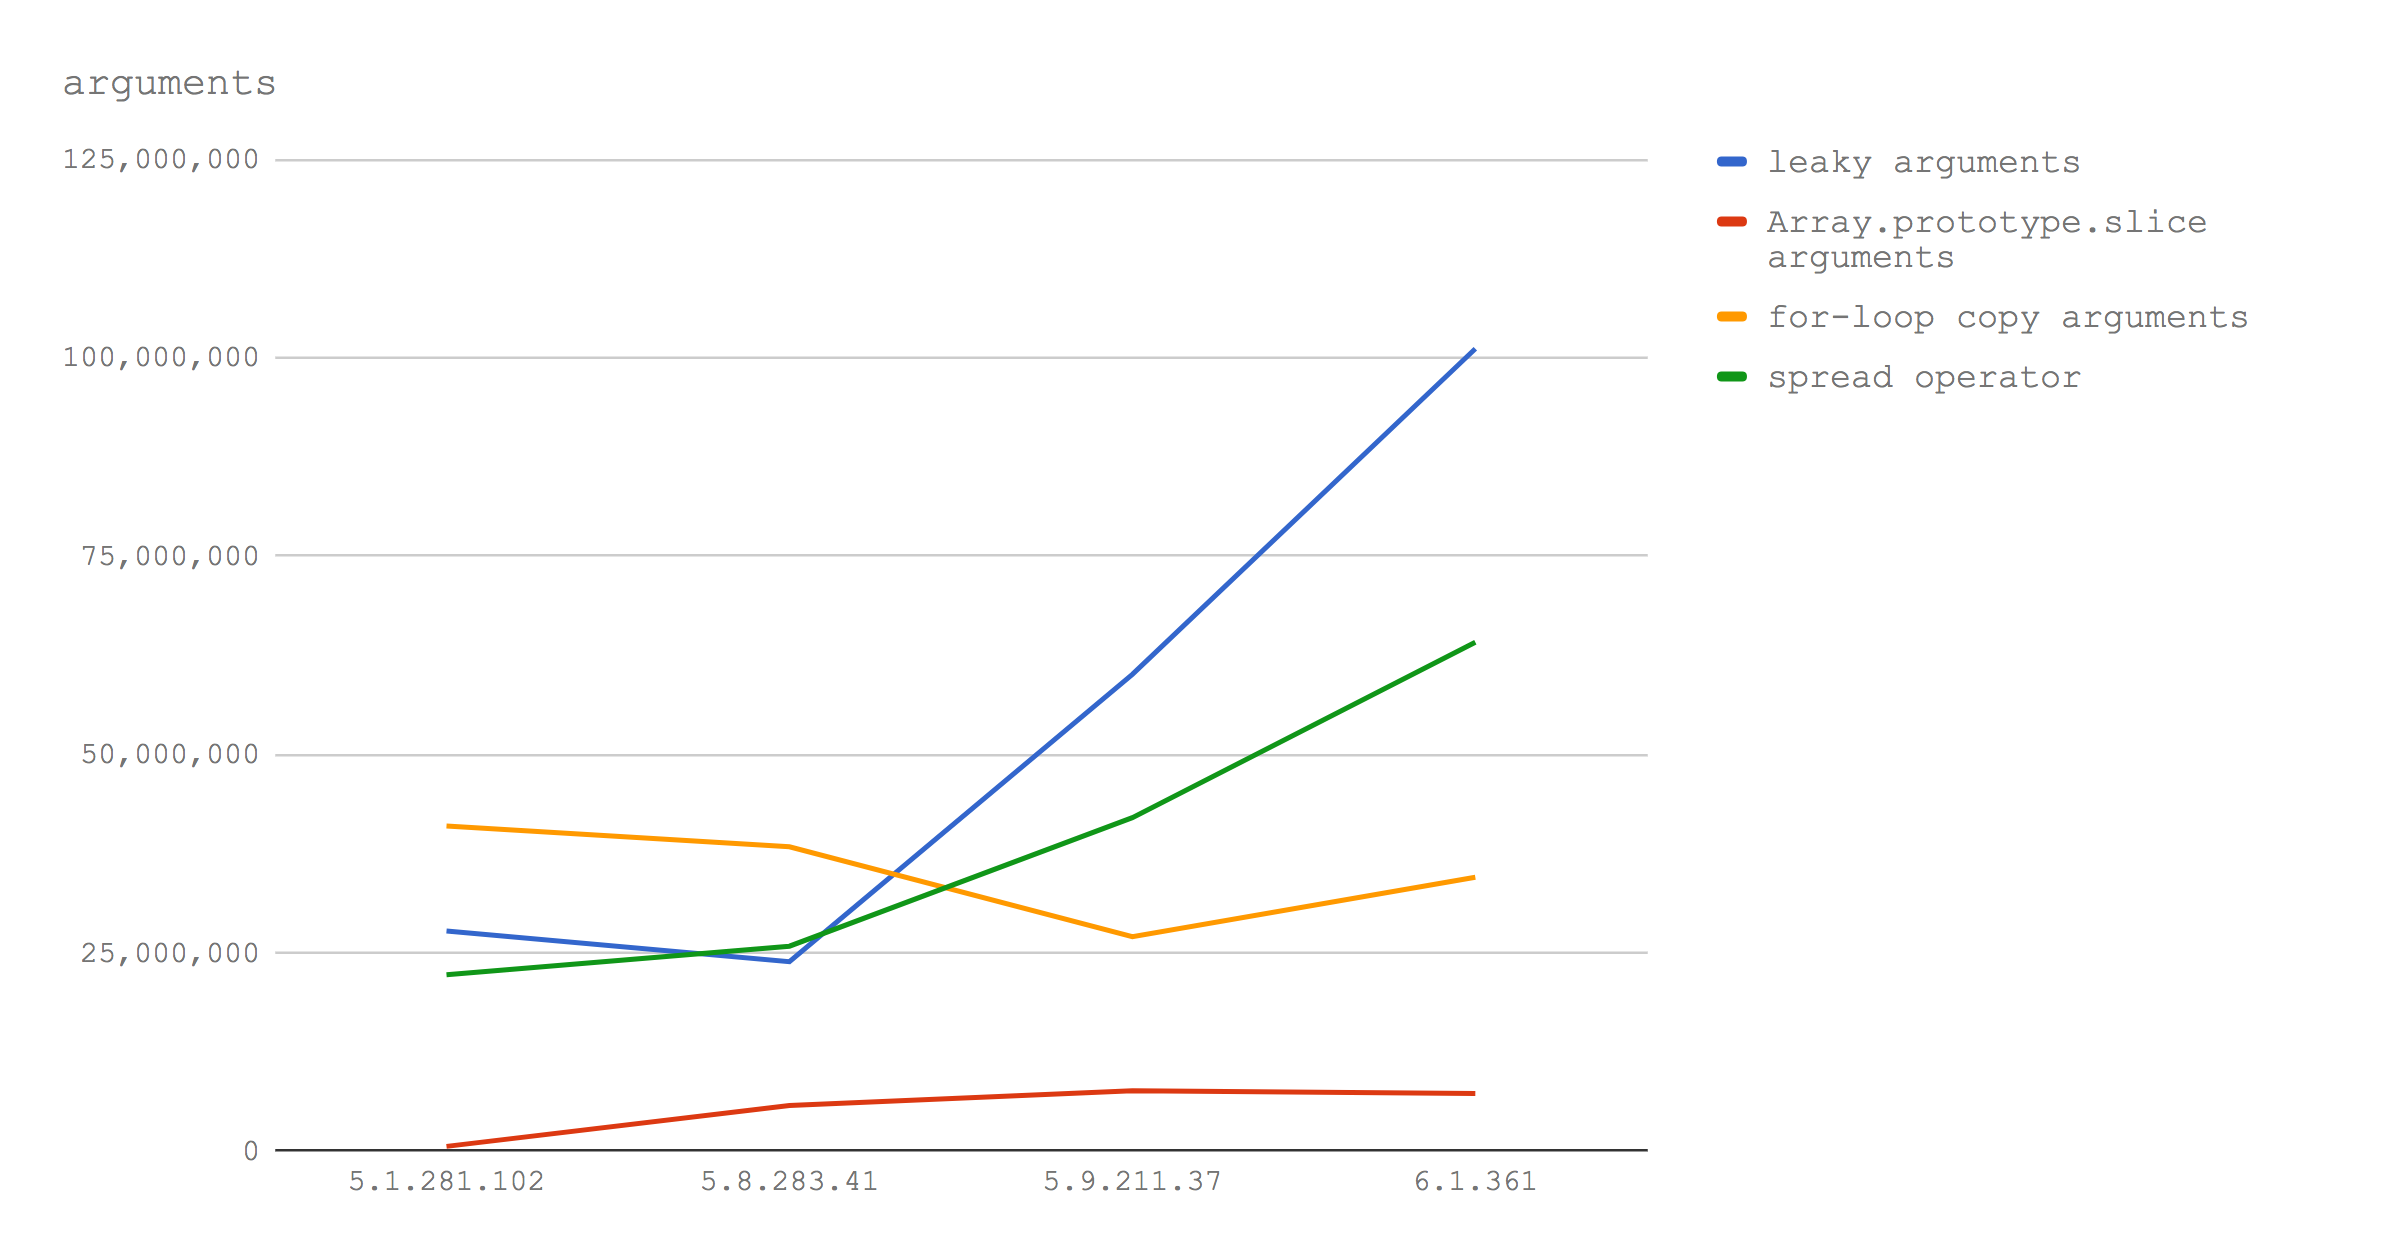 arguments
125,000,000
100,000,000
75,000,000
50,000,000
25,000,000
0
5.1.281.102
5.8.283.41
5.9.211.37
6.1.361
leaky arguments
Array.prototype.slice
arguments
for-loop copy arguments
spread operator